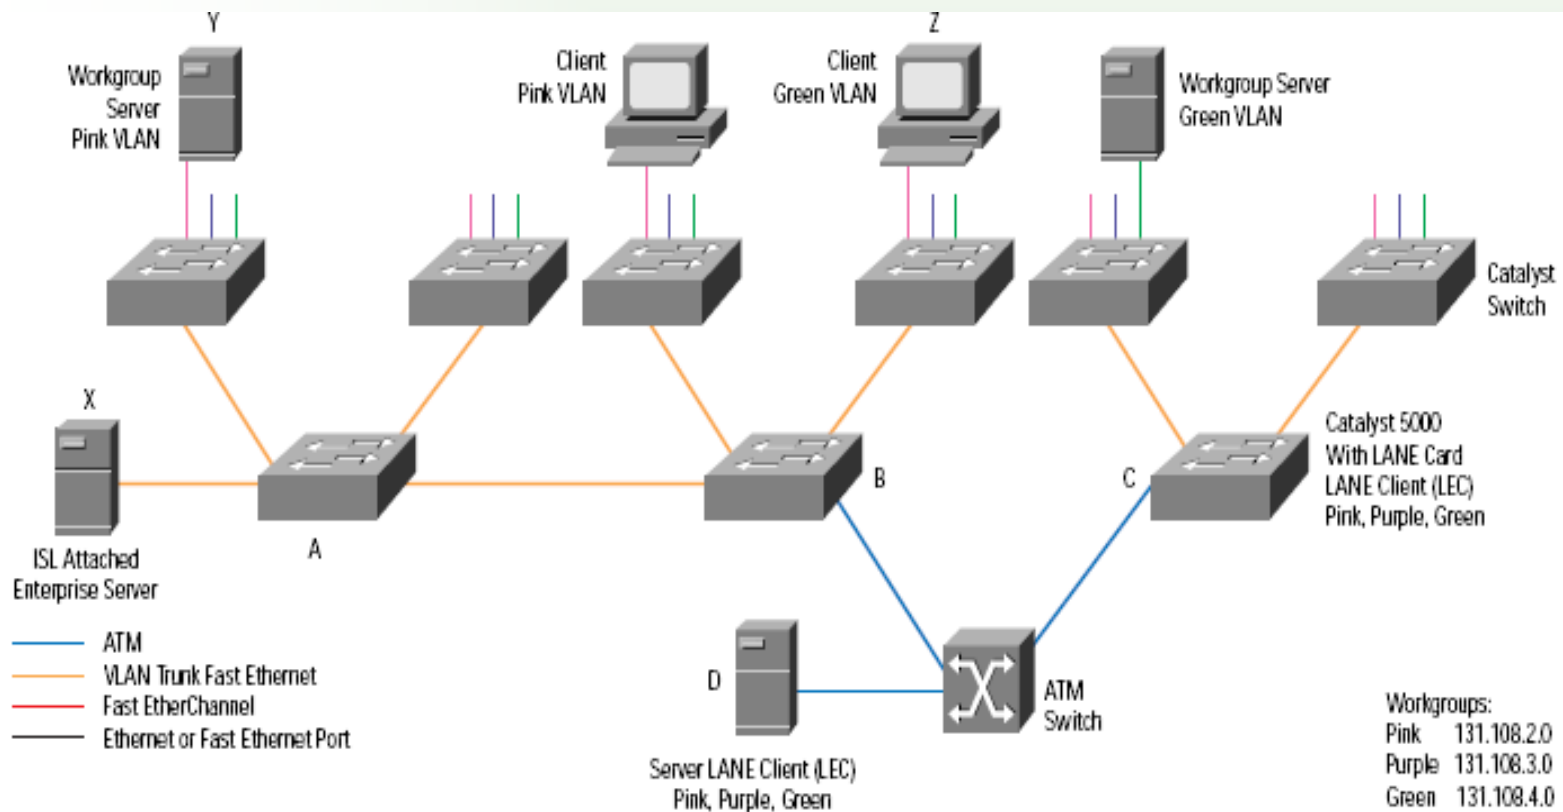 Y
Workgroup
Server
Pink VLAN
Client
Pink VLAN
Z
Client
Green VLAN
Workgroup Server
Green VLAN
Catalyst
Switch
X
ISL Attached
Enterprise Server
A
B
C
Catalyst 5000
With LANE Card
LANE Client (LEC)
Pink, Purple, Green
ATM
VLAN Trunk Fast Ethernet
Fast EtherChannel
Ethernet or Fast Ethernet Port
D
Server LANE Client (LEC)
Pink, Purple, Green
ATM
Switch
Workgroups:
Pink 131.108.2.0
Purple 131.108.3.0
Green 131.108.4.0